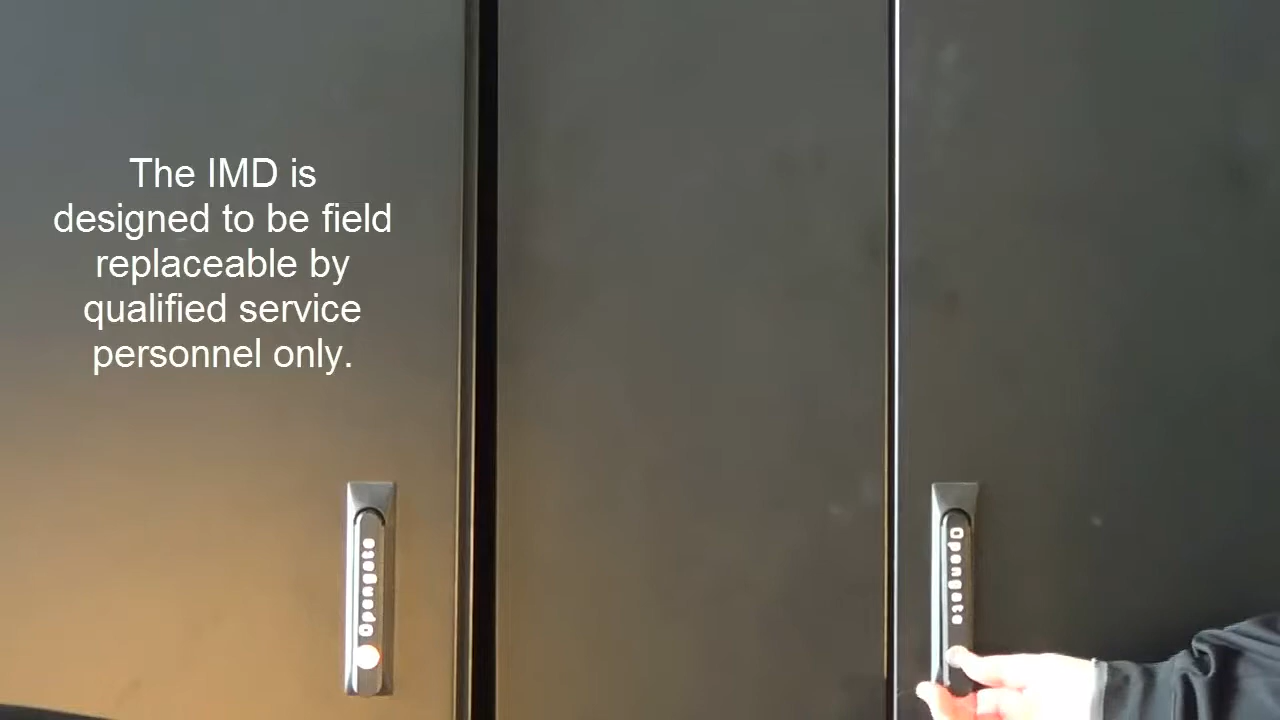 The IMD is
designed to be field
replaceable by
qualified service
personnel only.
Opengate
Opengate